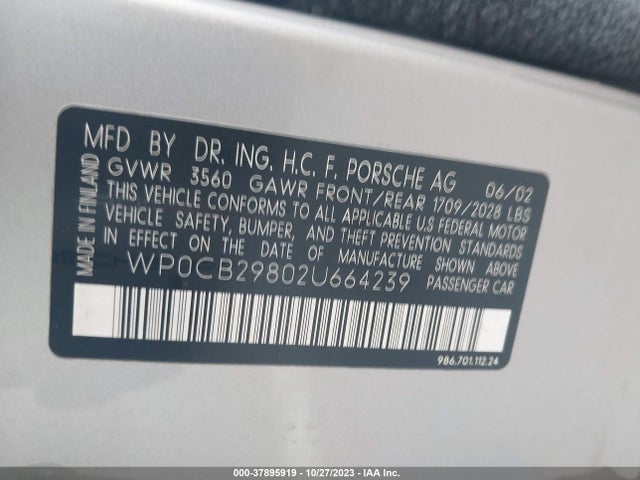 MFD BY DR. ING. H.C. F. PORSCHE AG 06/02
GVWR 3560 GAWR FRONT/REAR 1709/2028 LBS
THIS VEHICLE CONFORMS TO ALL APPLICABLE U.S FEDERAL MOTOR
VEHICLE SAFETY, BUMPER, AND THEFT PREVENTION STANDARDS
IN EFFECT ON THE DATE OF MANUFACTURE SHOWN ABOVE.
WP0CB29802U664239 PASSENGER CAR
MADE IN FINLAND
986.701.112.24
000-37895919 / 10/27/2023 / IAA Inc.